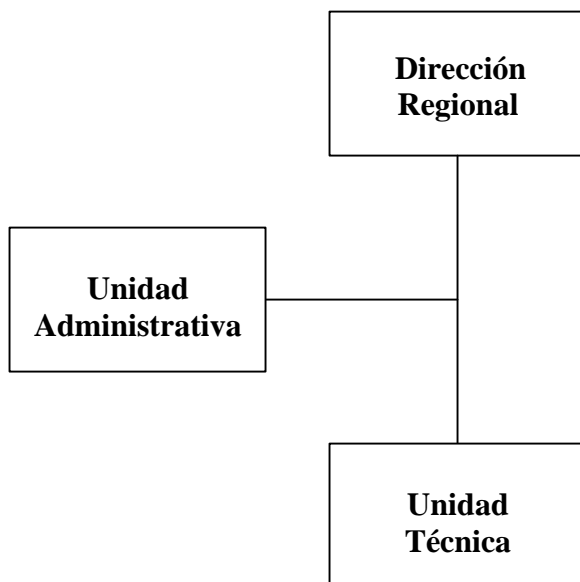 Dirección
Regional
Unidad
Administrativa
Unidad
Técnica